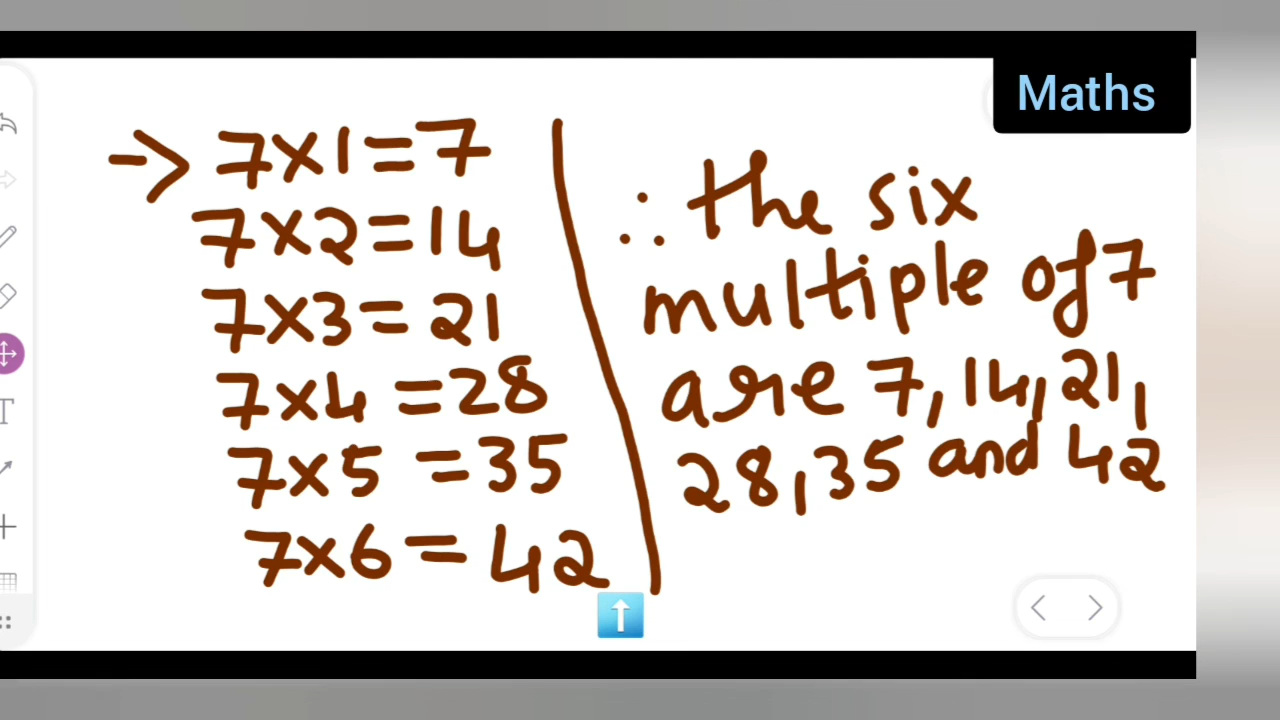 Maths
→ 7×1=7
7×2=14
7×3=21
7×4=28
7×5=35
7×6=42
∴ the six
multiple of 7
are 7, 14, 21,
28, 35 and 42